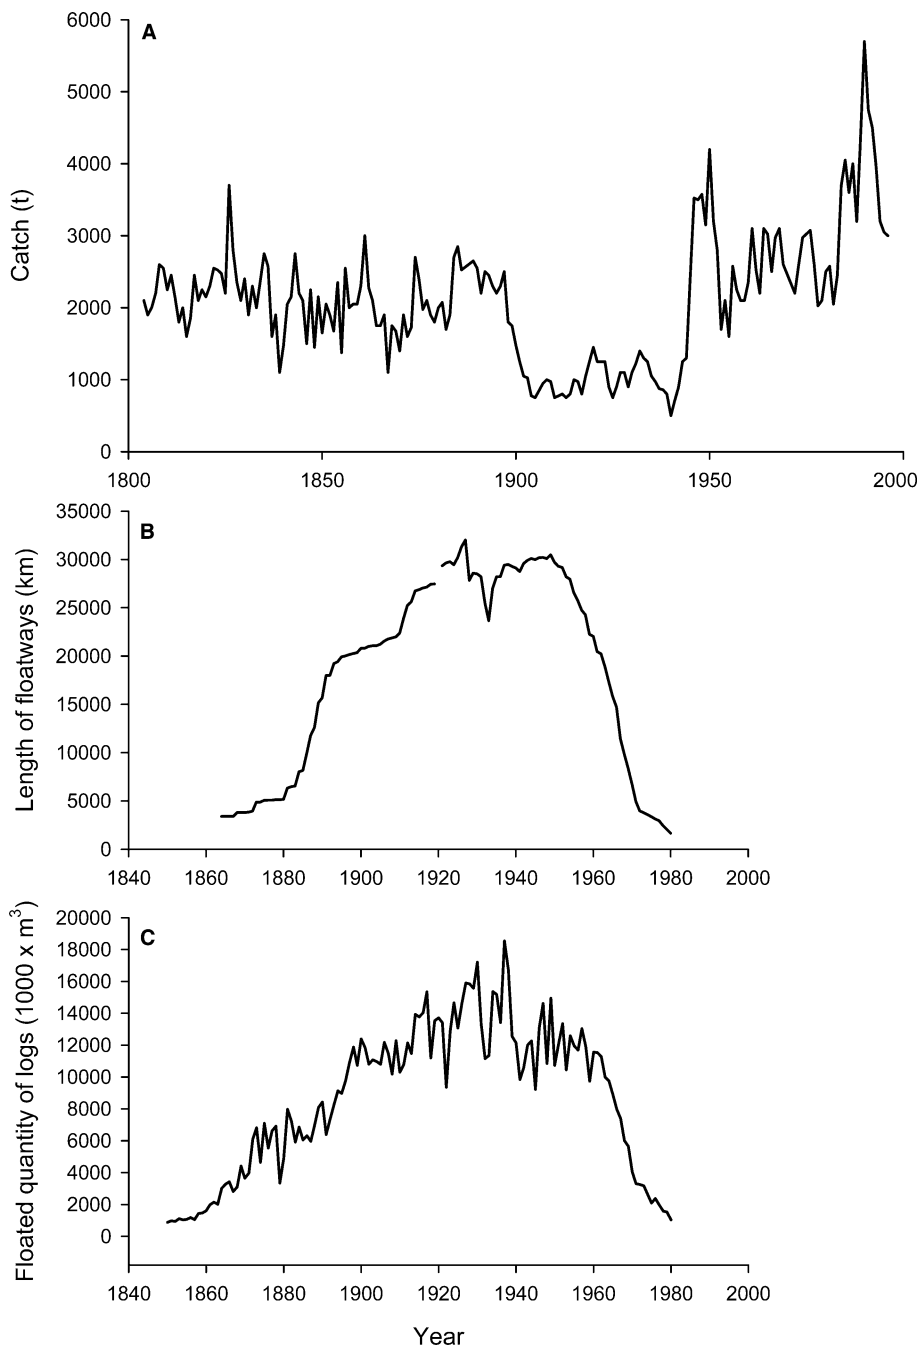 A
Catch (t)
6000
5000
4000
3000
2000
1000
0
1800 1850 1900 1950 2000
B
Length of floatways (km)
35000
30000
25000
20000
15000
10000
5000
0
1840 1860 1880 1900 1920 1940 1960 1980 2000
C
Floated quantity of logs (1000 x m³)
20000
18000
16000
14000
12000
10000
8000
6000
4000
2000
0
1840 1860 1880 1900 1920 1940 1960 1980 2000
Year